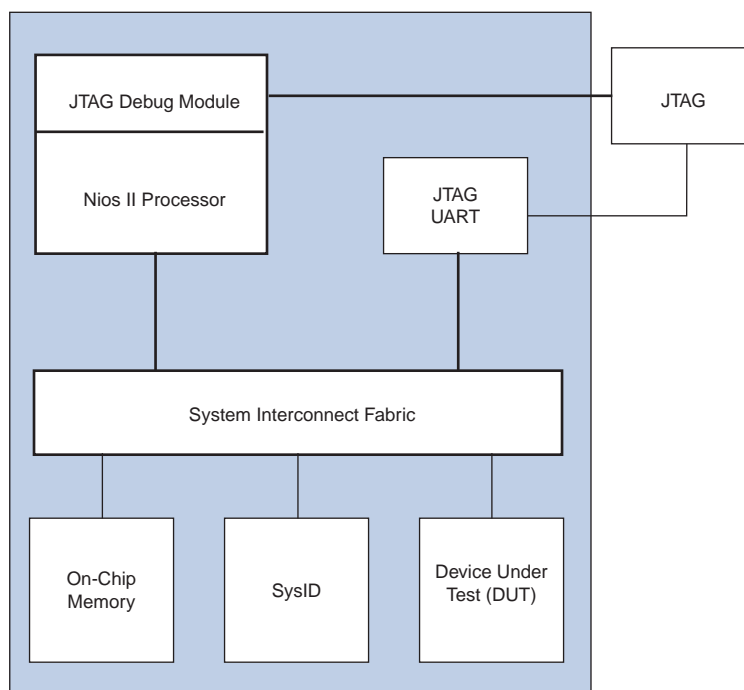 JTAG Debug Module
JTAG
Nios II Processor
JTAG
UART
System Interconnect Fabric
On-Chip
Memory
SysID
Device Under
Test (DUT)